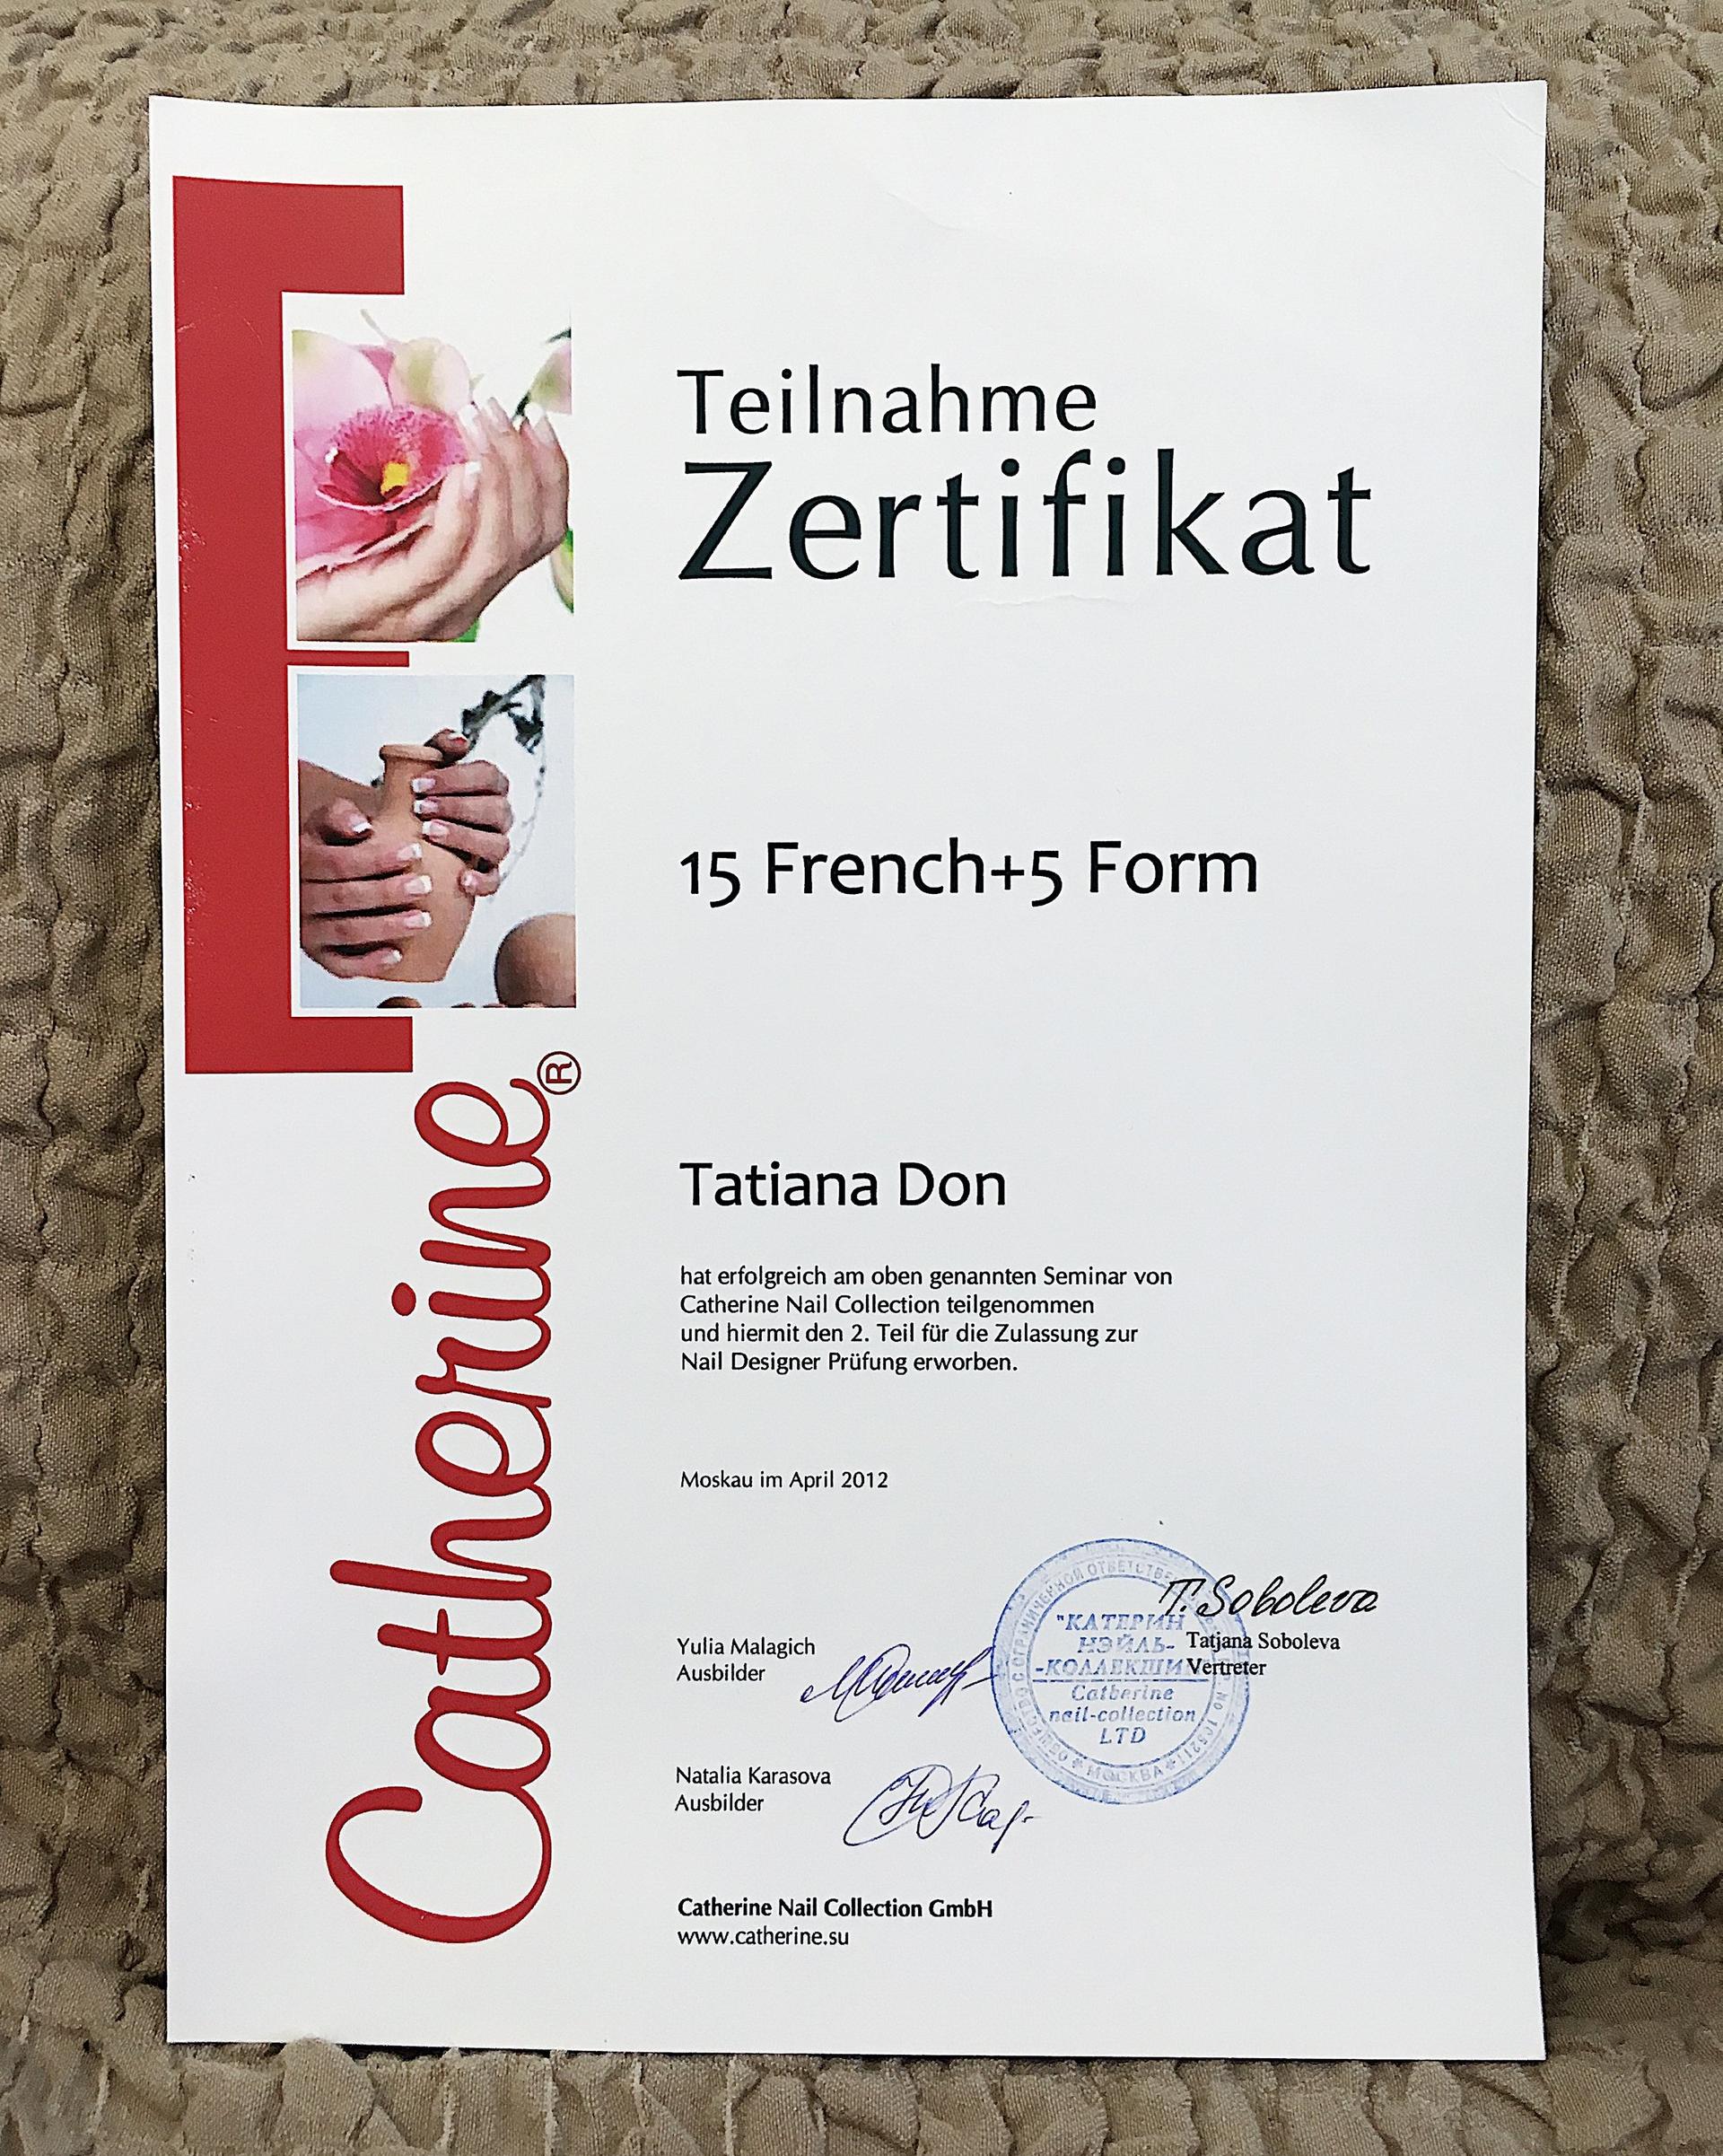 Teilnahme
Zertifikat
15 French+5 Form
Catherine®
Tatiana Don
hat erfolgreich am oben genannten Seminar von
Catherine Nail Collection teilgenommen
und hiermit den 2. Teil für die Zulassung zur
Nail Designer Prüfung erworben.
Moskau im April 2012
T. Soboleva
Tatjana Soboleva
Vertreter
Yulia Malagich
Ausbilder
"КАТЕРИН
НЭЙЛЬ-
-КОЛЛЕКШИ
Catherine
nail-collection
LTD
МОСКВА
Natalia Karasova
Ausbilder
Catherine Nail Collection GmbH
www.catherine.su